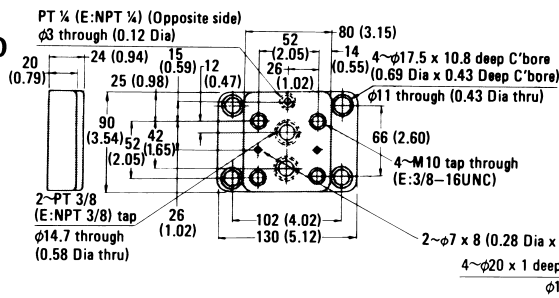 PT ¼ (E:NPT ¼) (Opposite side)
ϕ3 through (0.12 Dia)
80 (3.15)
24 (0.94)
20
(0.79)
15
(0.59)
12
(0.47)
52
(2.05)
26
(1.02)
14
(0.55)
25 (0.98)
4~ϕ17.5 x 10.8 deep C'bore
(0.69 Dia x 0.43 Deep C'bore)
ϕ11 through (0.43 Dia thru)
90
(3.54)
52
(2.05)
42
(1.65)
66 (2.60)
4~M10 tap through
(E:3/8–16UNC)
2~PT 3/8
(E:NPT 3/8) tap
ϕ14.7 through
(0.58 Dia thru)
26
(1.02)
102 (4.02)
130 (5.12)
2~ϕ7 x 8 (0.28 Dia x
4~ϕ20 x 1 deep
ϕ1